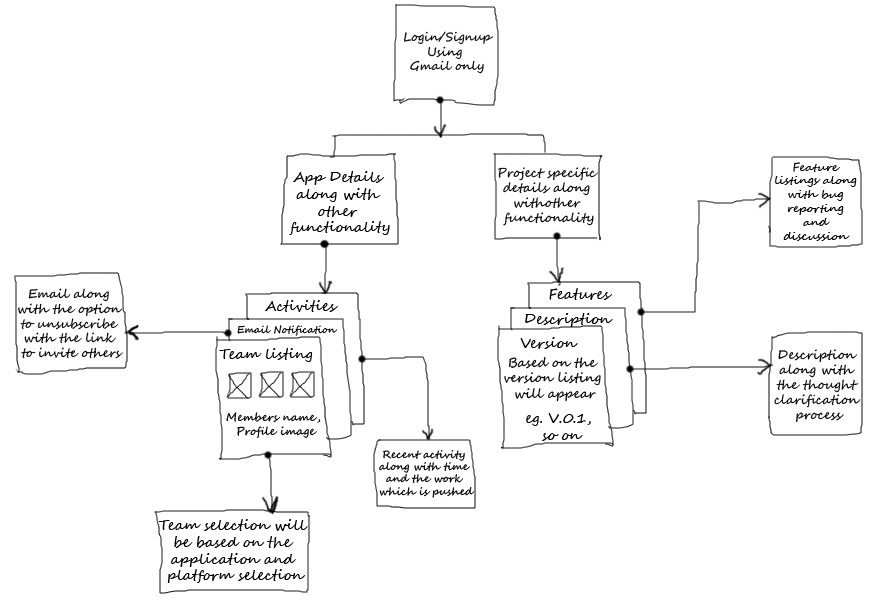 Login/Signup
Using
Gmail only
App Details
along with
other
functionality
Project specific
details along
withother
functionality
Feature
listings along
with bug
reporting
and
discussion
Email along
with the option
to unsubscribe
with the link
to invite others
Activities
Email Notification
Team listing
Members name,
Profile image
Features
Description
Version
Based on the
version listing
will appear
eg. V.0.1,
so on
Description
along with
the thought
clarification
process
Recent activity
along with time
and the work
which is pushed
Team selection will
be based on the
application and
platform selection